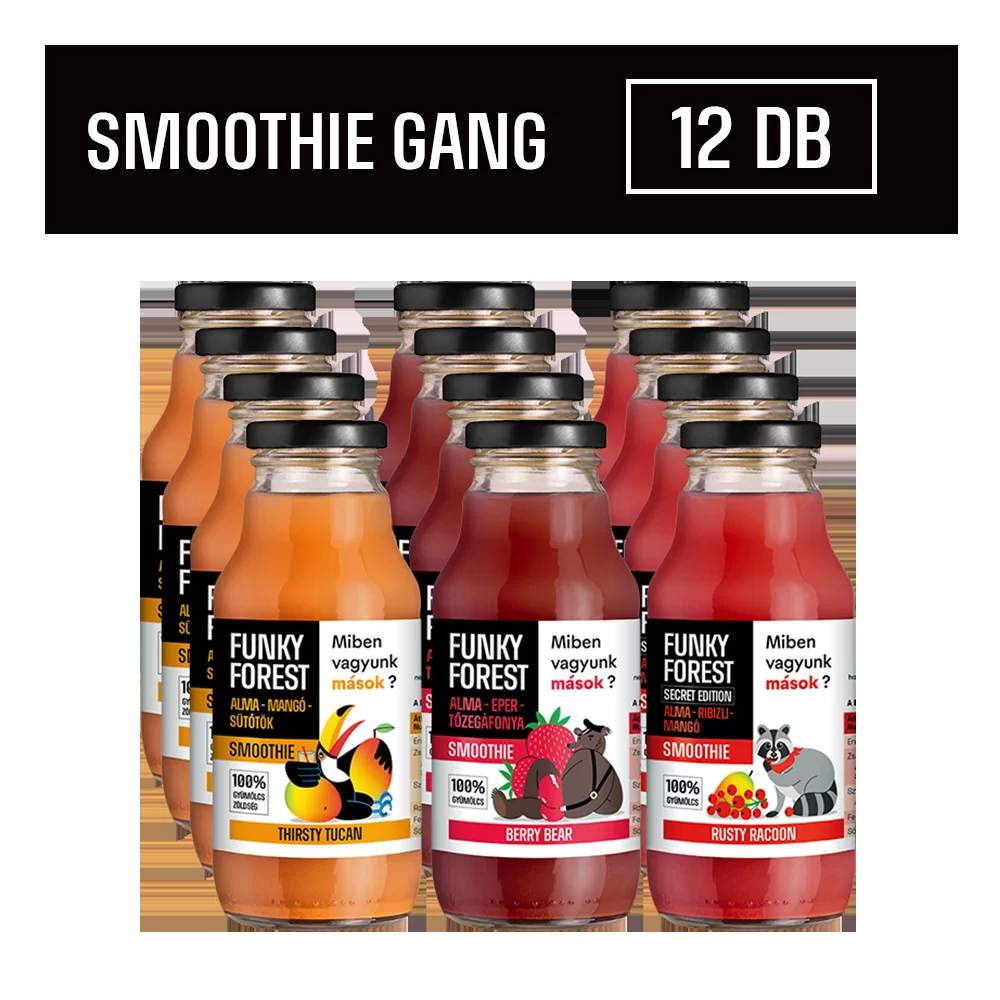 SMOOTHIE GANG
12 DB
FUNKY
FOREST
ALMA - MANGÓ -
SÜTŐTÖK
SMOOTHIE
100%
GYÜMÖLCS
ZÖLDSÉG
THIRSTY TUCAN
Miben
vagyunk
mások ?
FUNKY
FOREST
ALMA - EPER -
TŐZEGÁFONYA
SMOOTHIE
100%
GYÜMÖLCS
BERRY BEAR
Miben
vagyunk
mások ?
FUNKY
FOREST
SECRET EDITION
ALMA - RIBIZLI -
MANGÓ
SMOOTHIE
100%
GYÜMÖLCS
RUSTY RACOON
Miben
vagyunk
mások ?